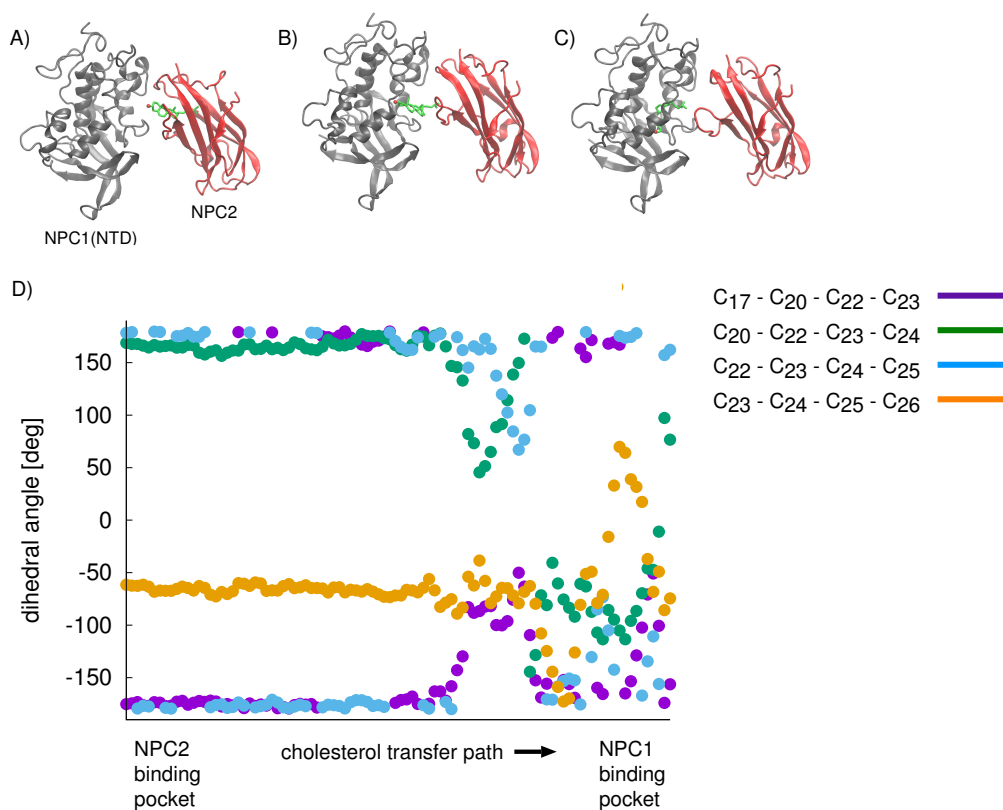 A)
B)
C)
NPC2
NPC1(NTD)
D)
C17 - C20 - C22 - C23
C20 - C22 - C23 - C24
C22 - C23 - C24 - C25
C23 - C24 - C25 - C26
dihedral angle [deg]
150
100
50
0
-50
-100
-150
NPC2
binding
pocket
cholesterol transfer path
NPC1
binding
pocket